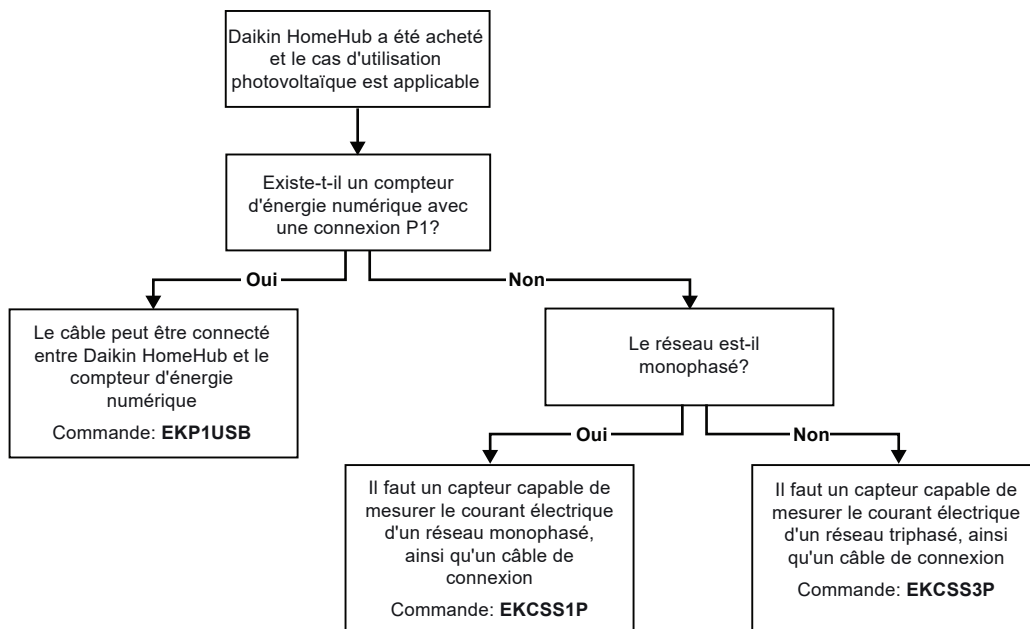 Daikin HomeHub a été acheté
et le cas d'utilisation
photovoltaïque est applicable
Existe-t-il un compteur
d'énergie numérique avec
une connexion P1?
Oui
Non
Le câble peut être connecté
entre Daikin HomeHub et le
compteur d'énergie
numérique
Commande: EKP1USB
Le réseau est-il
monophasé?
Oui
Non
Il faut un capteur capable de
mesurer le courant électrique
d'un réseau monophasé,
ainsi qu'un câble de
connexion
Commande: EKCSS1P
Il faut un capteur capable de
mesurer le courant électrique
d'un réseau triphasé, ainsi
qu'un câble de connexion
Commande: EKCSS3P